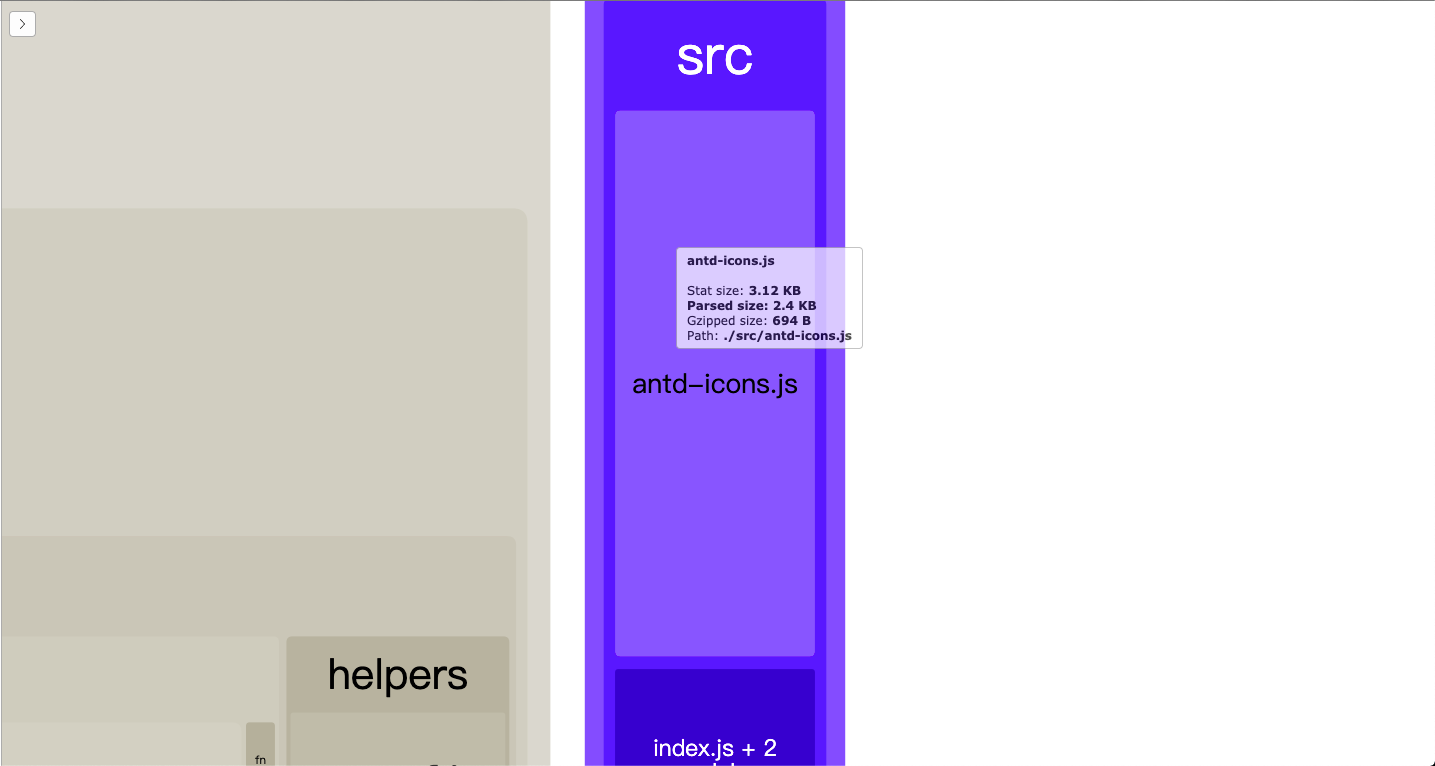 src
antd-icons.js
Stat size: 3.12 KB
Parsed size: 2.4 KB
Gzipped size: 694 B
Path: ./src/antd-icons.js
antd-icons.js
helpers
index.js + 2
fn